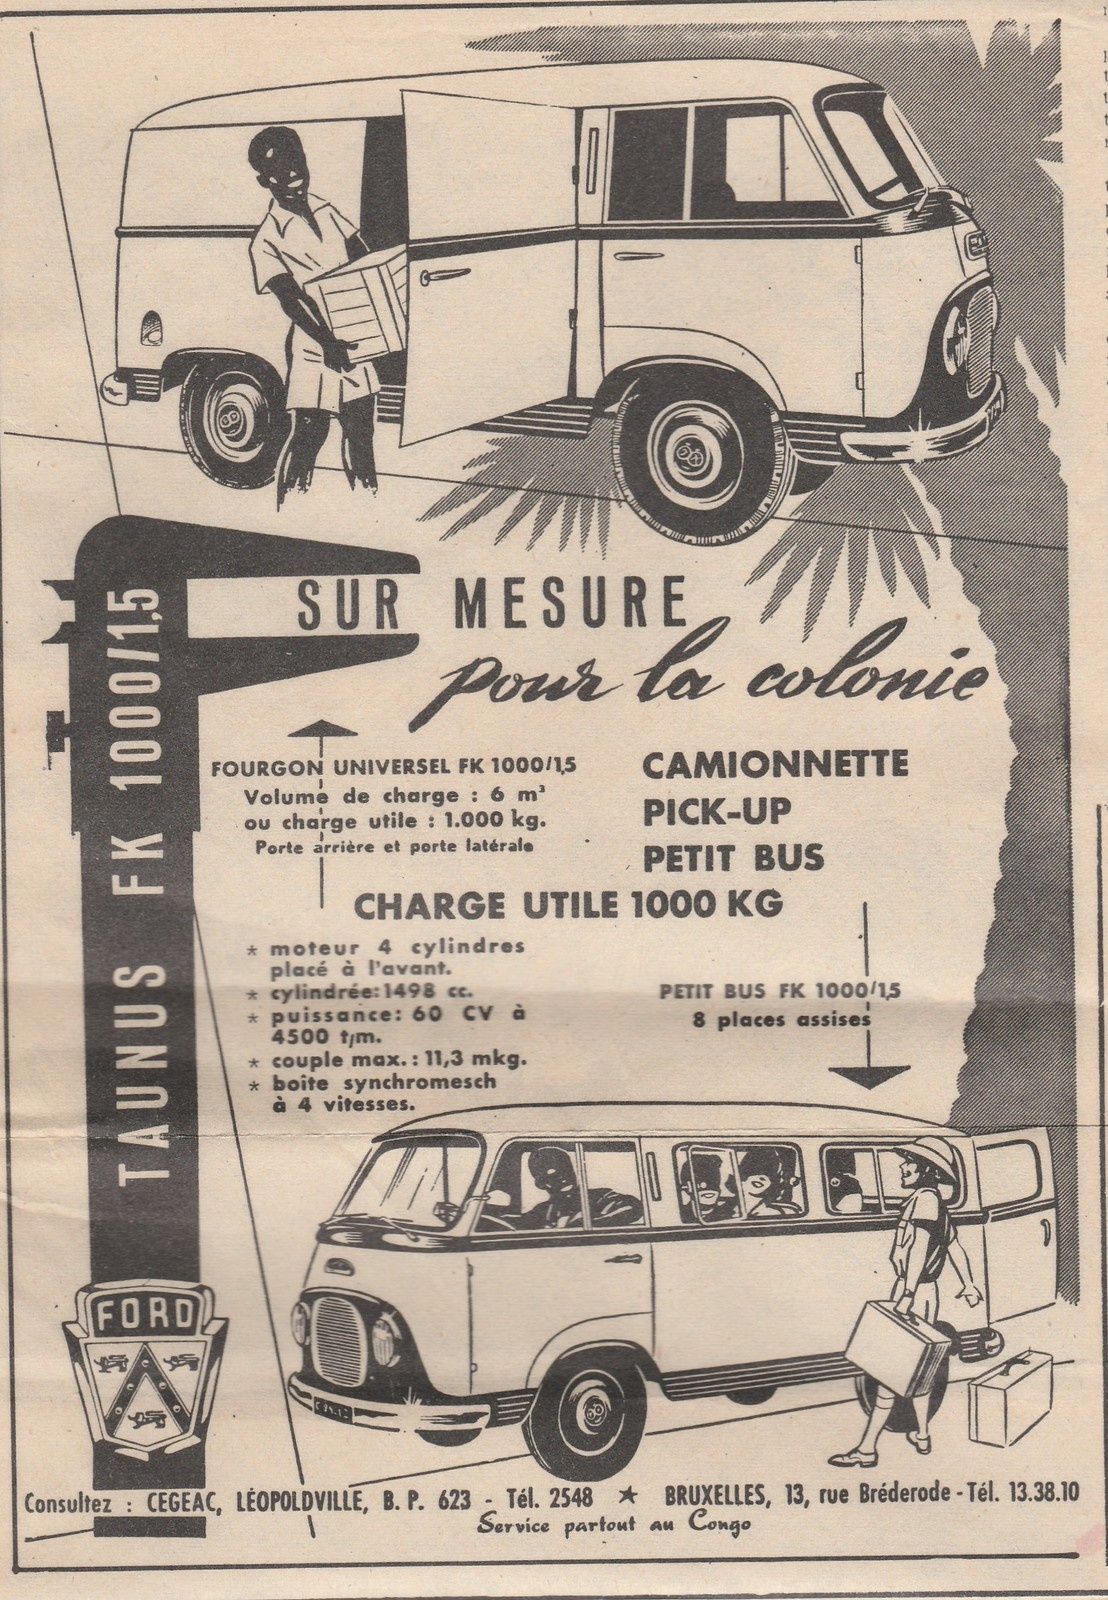 SUR MESURE
pour la colonie
TAUNUS FK 1000/1,5
FOURGON UNIVERSEL FK 1000/1,5
Volume de charge : 6 m³
ou charge utile : 1.000 kg.
Porte arrière et porte latérale
CAMIONNETTE
PICK-UP
PETIT BUS
CHARGE UTILE 1000 KG
* moteur 4 cylindres
placé à l'avant.
* cylindrée: 1498 cc.
* puissance: 60 CV à
4500 t/m.
* couple max. : 11,3 mkg.
* boite synchromesch
à 4 vitesses.
PETIT BUS FK 1000/1,5
8 places assises
FORD
Consultez : CEGEAC, LÉOPOLDVILLE, B. P. 623 - Tél. 2548 ★ BRUXELLES, 13, rue Bréderode - Tél. 13.38.10
Service partout au Congo